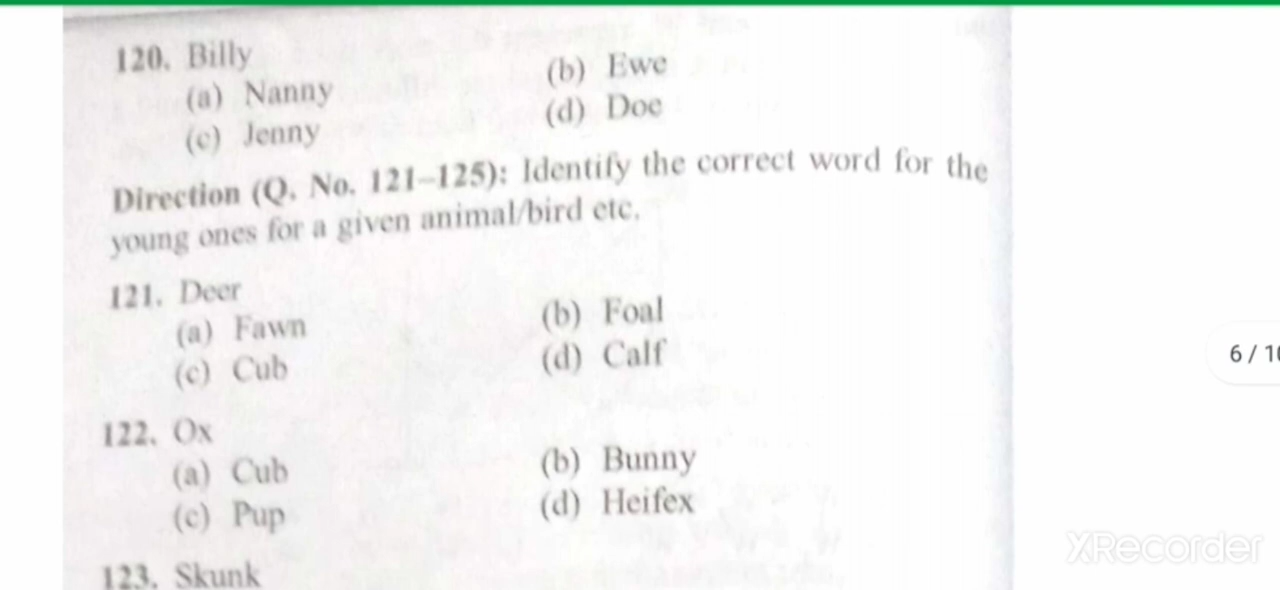 120. Billy
(a) Nanny (b) Ewe
(c) Jenny (d) Doe
Direction (Q. No. 121–125): Identify the correct word for the
young ones for a given animal/bird etc.
121. Deer
(a) Fawn (b) Foal
(c) Cub (d) Calf
6 / 10
122. Ox
(a) Cub (b) Bunny
(c) Pup (d) Heifex
XRecorder
123. Skunk